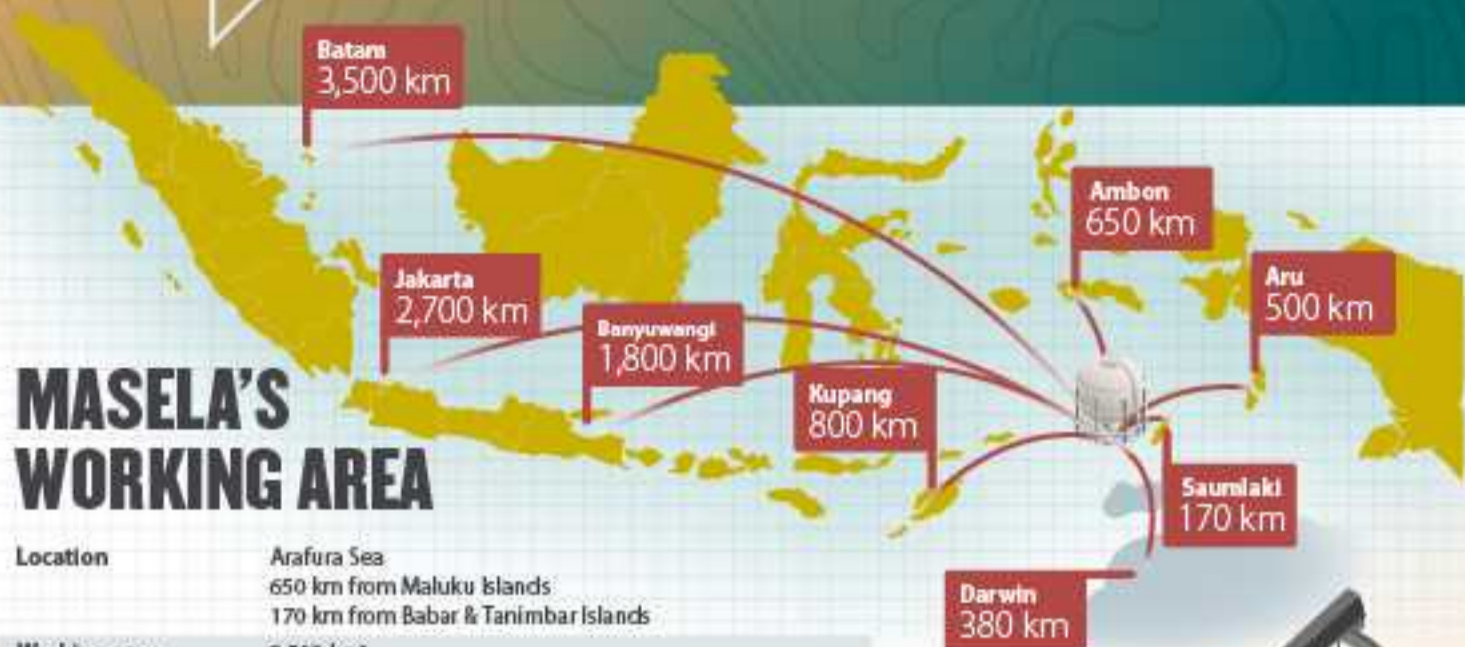 Batam
3,500 km
Ambon
650 km
Jakarta
2,700 km
Aru
500 km
Banyuwangi
1,800 km
Kupang
800 km
MASELA'S
WORKING AREA
Saumlaki
170 km
Location Arafura Sea
650 km from Maluku Islands
170 km from Babar & Tanimbar Islands
Darwin
380 km